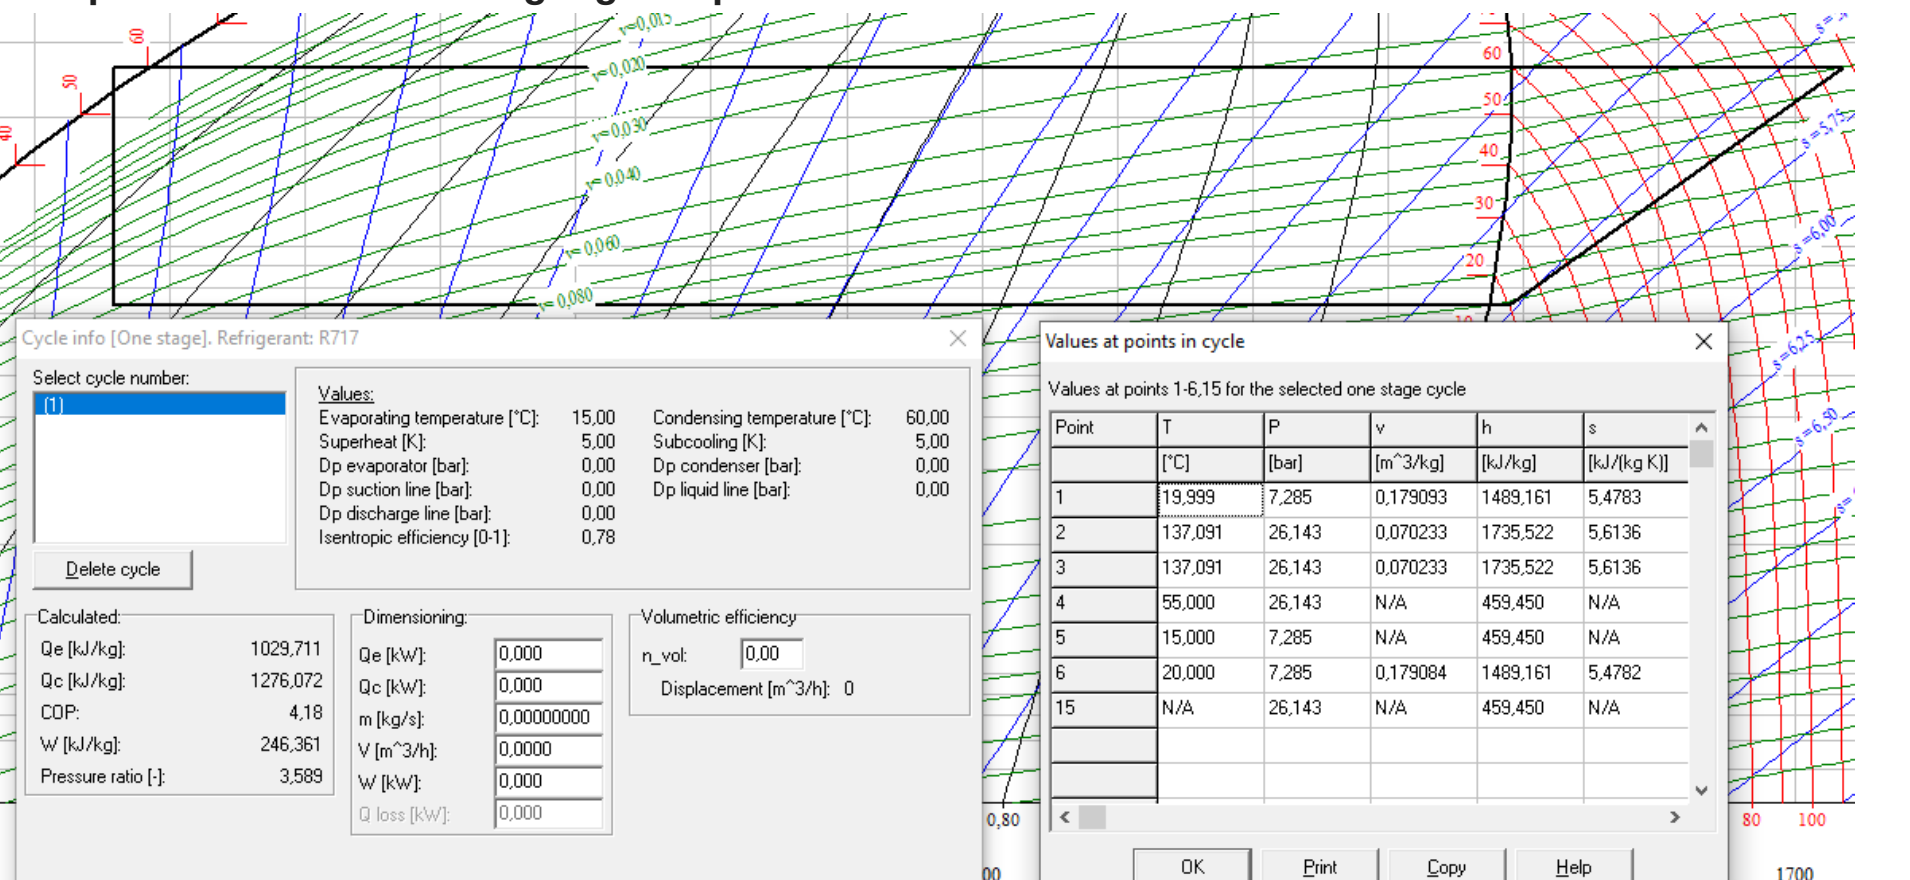 v=0,015
60
60
v=0,020
50
50
v=0,030
s=5,75
40
40
v=0,040
30
s=6,00
v=0,060
20
v=0,080
10
Cycle info [One stage]. Refrigerant: R717
Select cycle number:
(1)
Delete cycle
Values:
Evaporating temperature [°C]: 15,00 Condensing temperature [°C]: 60,00
Superheat [K]: 5,00 Subcooling [K]: 5,00
Dp evaporator [bar]: 0,00 Dp condenser [bar]: 0,00
Dp suction line [bar]: 0,00 Dp liquid line [bar]: 0,00
Dp discharge line [bar]: 0,00
Isentropic efficiency [0-1]: 0,78
Calculated:
Qe [kJ/kg]: 1029,711
Qc [kJ/kg]: 1276,072
COP: 4,18
W [kJ/kg]: 246,361
Pressure ratio [-]: 3,589
Dimensioning:
Qe [kW]: 0,000
Qc [kW]: 0,000
m [kg/s]: 0,00000000
V [m^3/h]: 0,0000
W [kW]: 0,000
Q loss [kW]: 0,000
Volumetric efficiency
n_vol: 0,00
Displacement [m^3/h]: 0
Values at points in cycle
Values at points 1-6,15 for the selected one stage cycle
Point T P v h s
[°C] [bar] [m^3/kg] [kJ/kg] [kJ/(kg K)]
1 19,999 7,285 0,179093 1489,161 5,4783
2 137,091 26,143 0,070233 1735,522 5,6136
3 137,091 26,143 0,070233 1735,522 5,6136
4 55,000 26,143 N/A 459,450 N/A
5 15,000 7,285 N/A 459,450 N/A
6 20,000 7,285 0,179084 1489,161 5,4782
15 N/A 26,143 N/A 459,450 N/A
OK Print Copy Help
s=6,25
s=6,50
0,80
80 100
1700